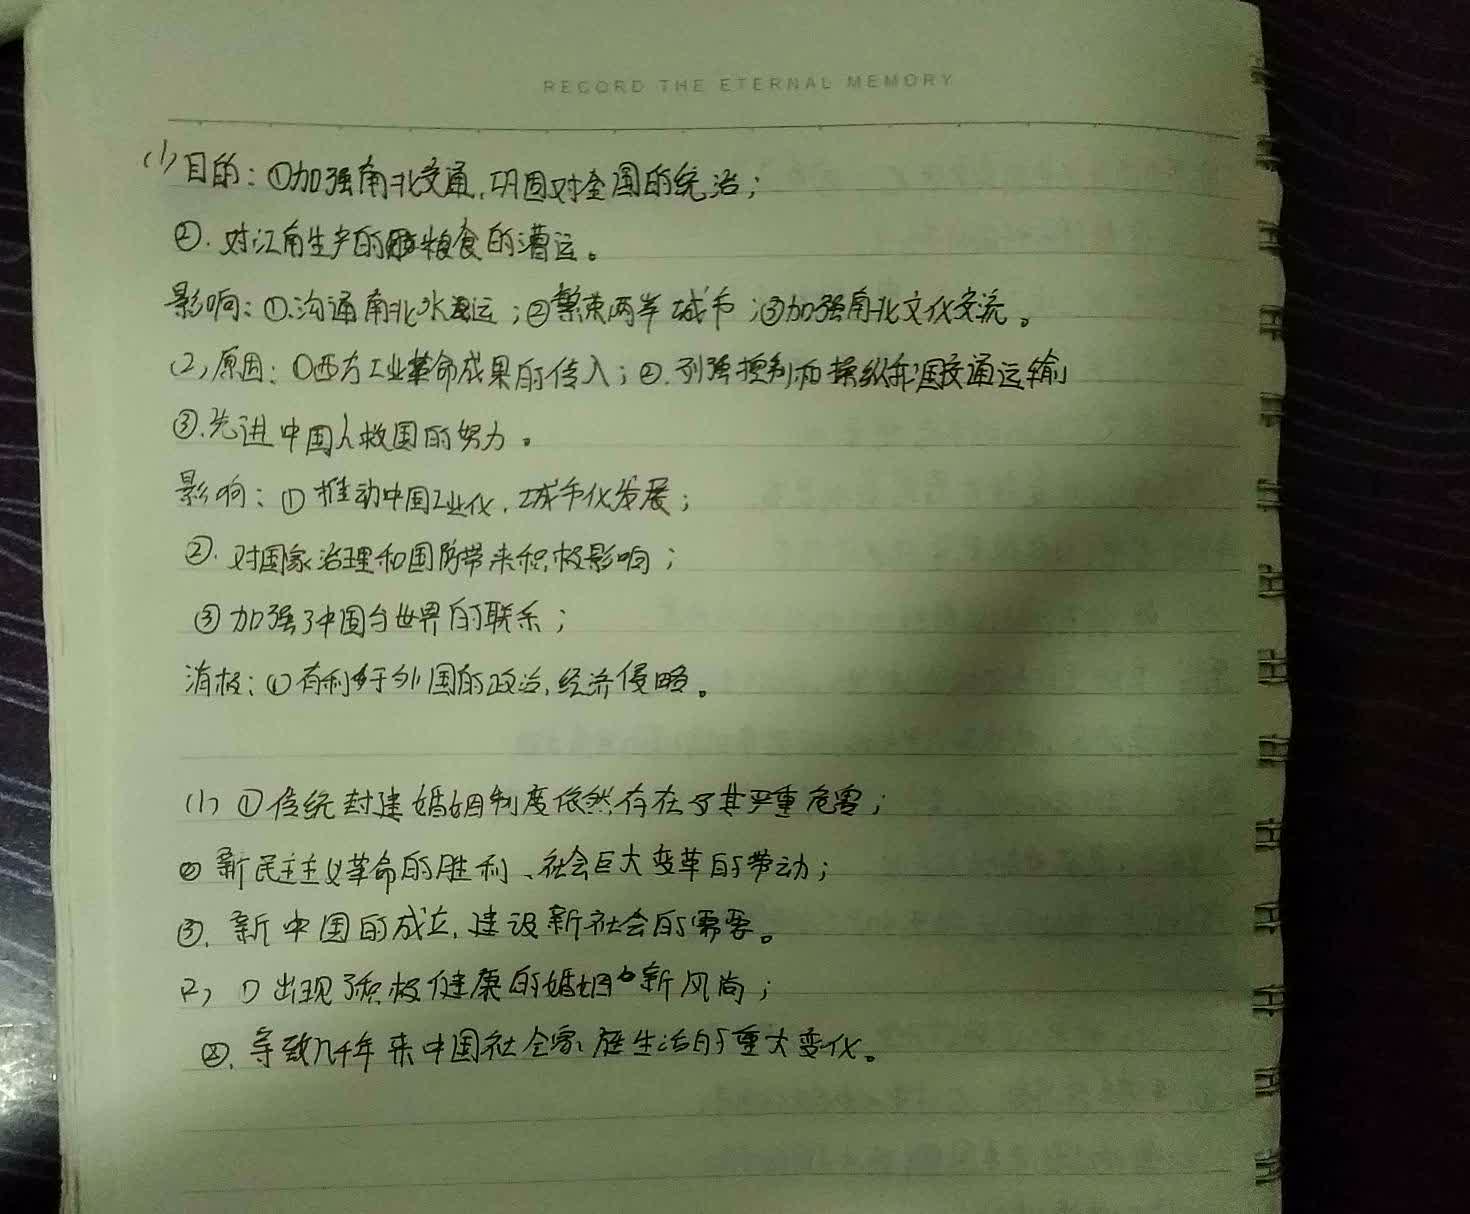 RECORD THE ETERNAL MEMORY
(1)目的：①加强南北交通，巩固对全国的统治；
②.对江南生产的粮食的漕运。
影响：①.沟通南北水运；②繁荣两岸城市；③加强南北文化交流。
(2)原因：①西方工业革命成果的传入；②.列强控制和操纵我国交通运输
③.先进中国人救国的努力。
影响：①推动中国工业化，城市化发展；
②.对国家治理和国防带来积极影响；
③加强了中国与世界的联系；
消极：①有利于外国的政治，经济侵略。
(1)①传统封建婚姻制度依然存在与其严重危害；
②新民主主义革命的胜利、社会巨大变革的带动；
③.新中国的成立，建设新社会的需要。
2)①出现了积极健康的婚姻新风尚；
②.导致几千年来中国社会家庭生活的重大变化。